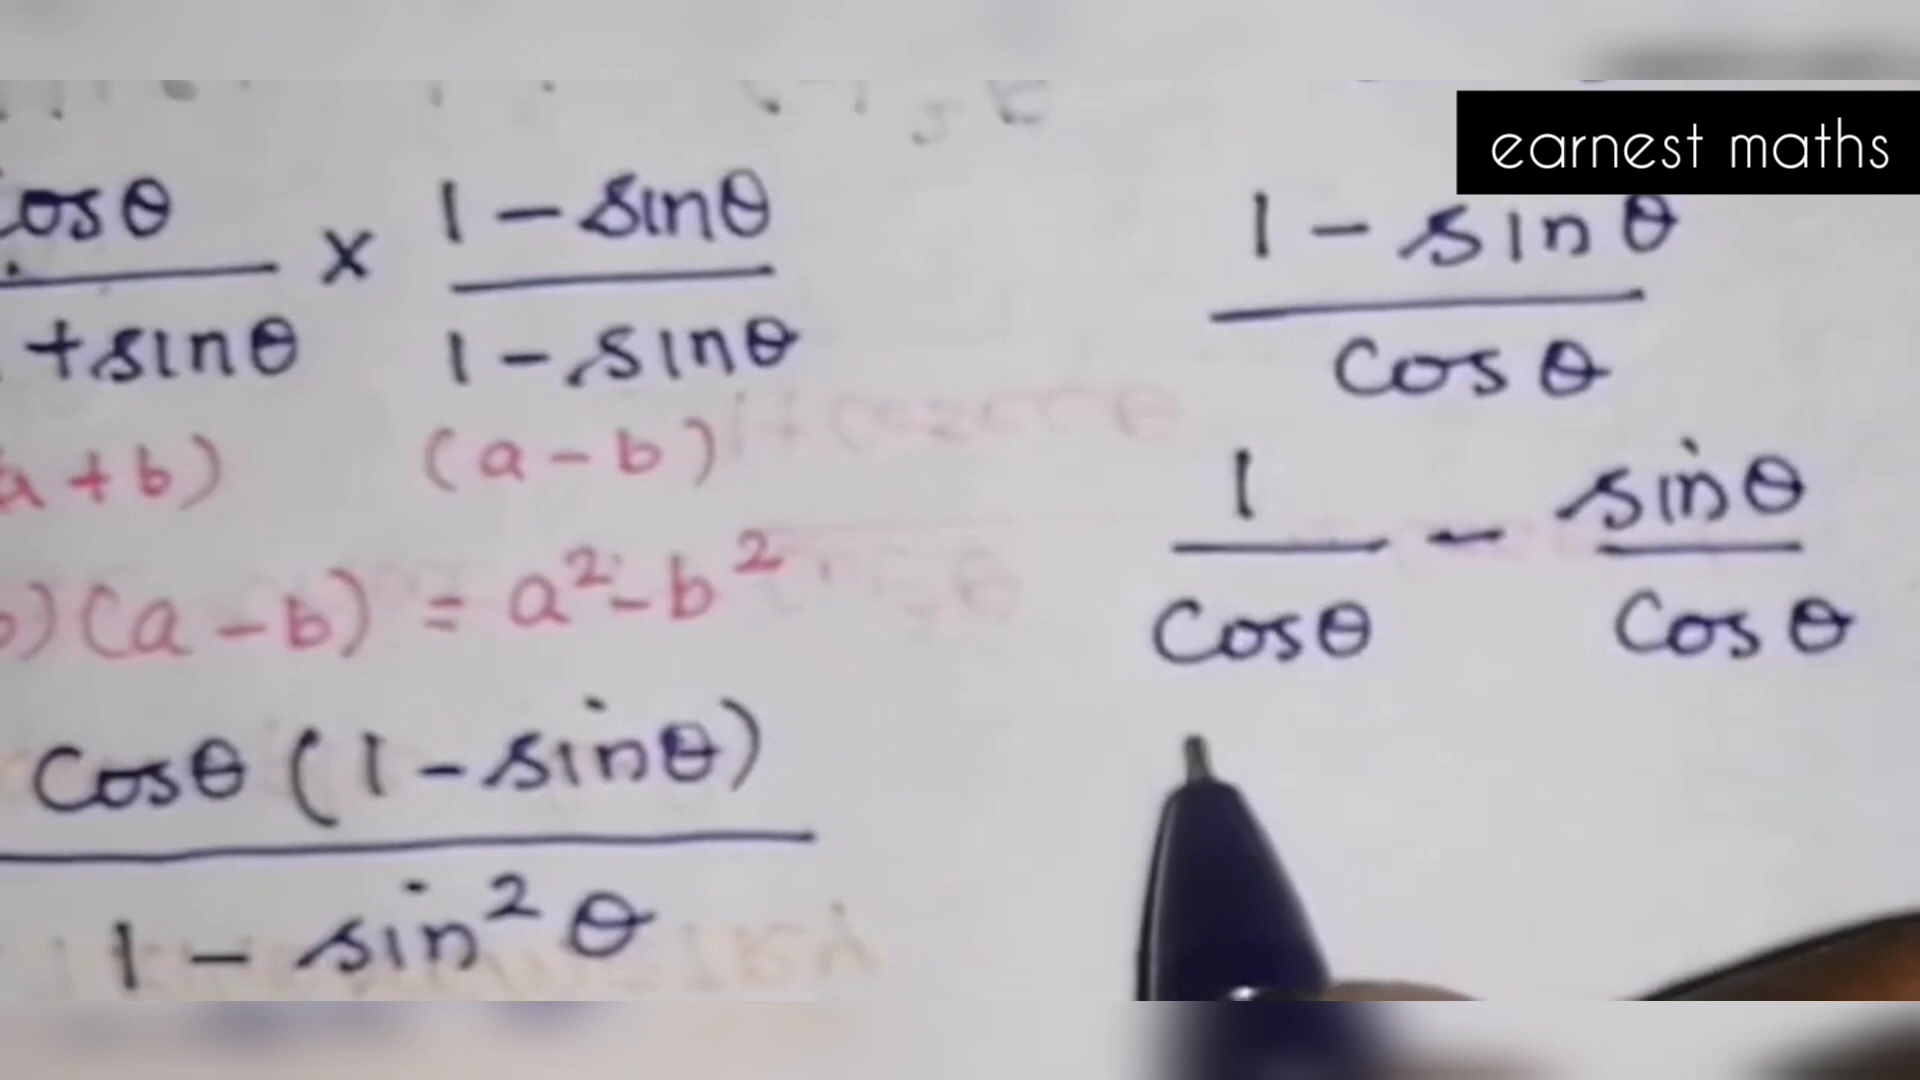 earnest maths
cosθ / +sinθ × 1 - sinθ / 1 - sinθ
a + b) (a - b)
)(a - b) = a² - b²
cosθ (1 - sinθ)
1 - sin²θ
1 - sinθ
cosθ
1 / cosθ - sinθ / cosθ